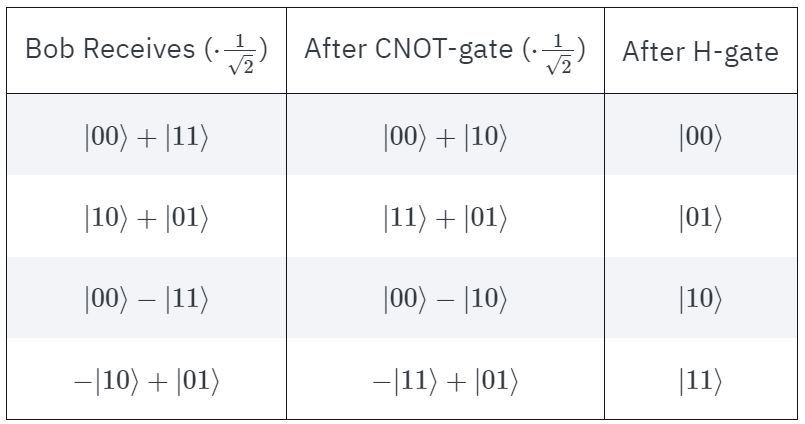 Bob Receives (·1/√2) After CNOT-gate (·1/√2) After H-gate
|00⟩ + |11⟩ |00⟩ + |10⟩ |00⟩
|10⟩ + |01⟩ |11⟩ + |01⟩ |01⟩
|00⟩ − |11⟩ |00⟩ − |10⟩ |10⟩
−|10⟩ + |01⟩ −|11⟩ + |01⟩ |11⟩